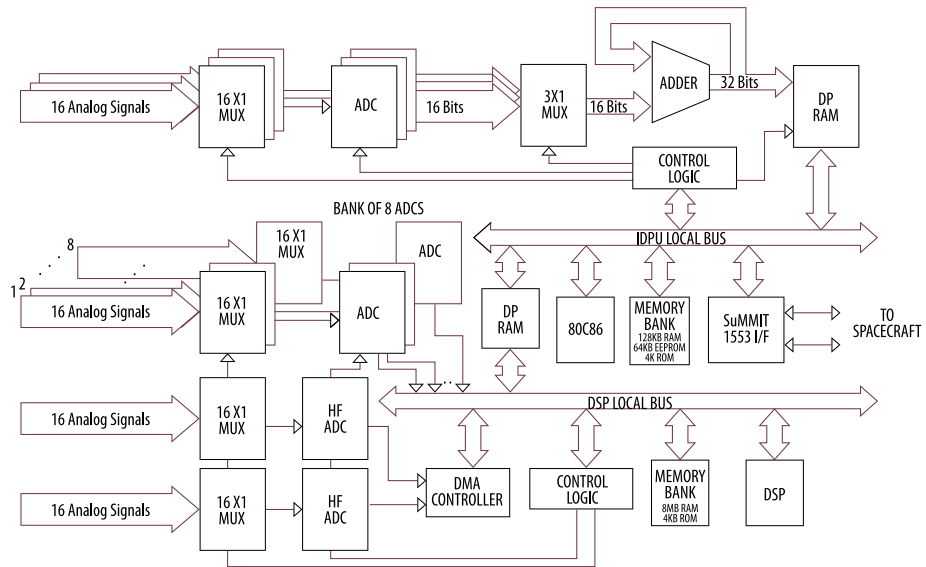 16 Analog Signals
16 X1
MUX
ADC
16 Bits
3X1
MUX
16 Bits
ADDER
32 Bits
DP
RAM
CONTROL
LOGIC
BANK OF 8 ADCS
IDPU LOCAL BUS
1 2 . . . . . 8
16 X1
MUX
ADC
16 Analog Signals
16 X1
MUX
ADC
DP
RAM
80C86
MEMORY
BANK
128KB RAM
64KB EEPROM
4K ROM
SuMMIT
1553 I/F
TO
SPACECRAFT
DSP LOCAL BUS
16 Analog Signals
16 X1
MUX
HF
ADC
16 Analog Signals
16 X1
MUX
HF
ADC
DMA
CONTROLLER
CONTROL
LOGIC
MEMORY
BANK
8MB RAM
4KB ROM
DSP